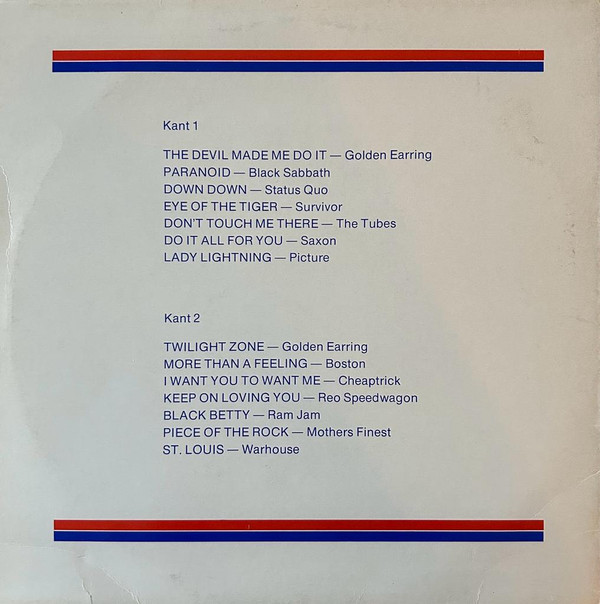 Kant 1
THE DEVIL MADE ME DO IT — Golden Earring
PARANOID — Black Sabbath
DOWN DOWN — Status Quo
EYE OF THE TIGER — Survivor
DON'T TOUCH ME THERE — The Tubes
DO IT ALL FOR YOU — Saxon
LADY LIGHTNING — Picture
Kant 2
TWILIGHT ZONE — Golden Earring
MORE THAN A FEELING — Boston
I WANT YOU TO WANT ME — Cheaptrick
KEEP ON LOVING YOU — Reo Speedwagon
BLACK BETTY — Ram Jam
PIECE OF THE ROCK — Mothers Finest
ST. LOUIS — Warhouse